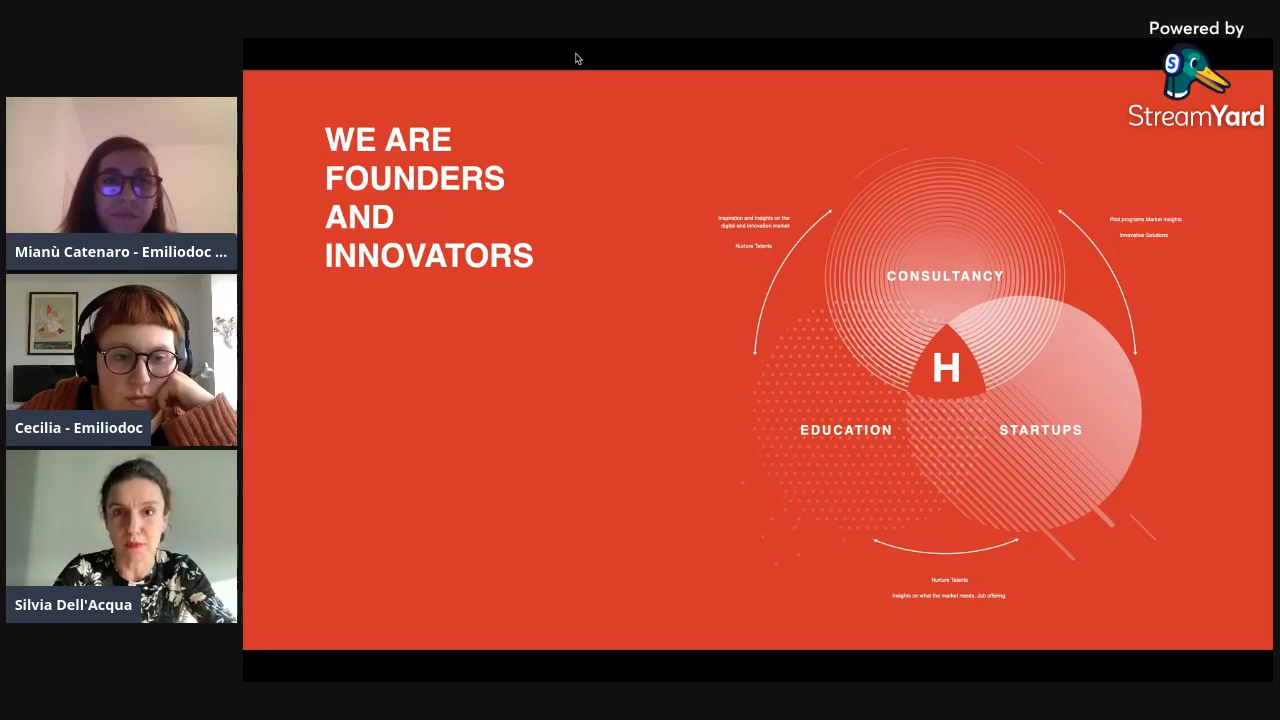 Powered by
S
StreamYard
Mianù Catenaro - Emiliodoc ...
Cecilia - Emiliodoc
Silvia Dell'Acqua
WE ARE
FOUNDERS
AND
INNOVATORS
Inspiration and insights on the
digital and innovation market
Nurture Talents
Pilot programs Market insights
Innovative Solutions
CONSULTANCY
H
EDUCATION
STARTUPS
Nurture Talents
Insights on what the market needs. Job offering.